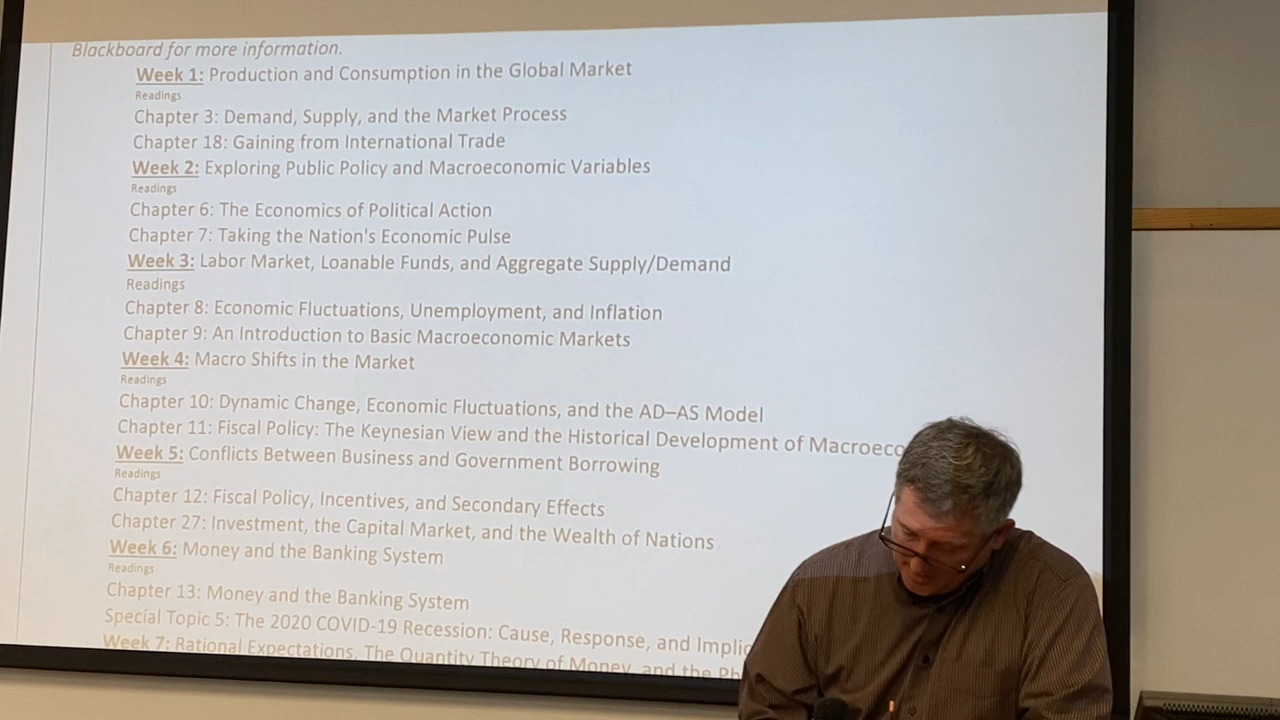 Blackboard for more information.
Week 1: Production and Consumption in the Global Market
Readings
Chapter 3: Demand, Supply, and the Market Process
Chapter 18: Gaining from International Trade
Week 2: Exploring Public Policy and Macroeconomic Variables
Readings
Chapter 6: The Economics of Political Action
Chapter 7: Taking the Nation's Economic Pulse
Week 3: Labor Market, Loanable Funds, and Aggregate Supply/Demand
Readings
Chapter 8: Economic Fluctuations, Unemployment, and Inflation
Chapter 9: An Introduction to Basic Macroeconomic Markets
Week 4: Macro Shifts in the Market
Readings
Chapter 10: Dynamic Change, Economic Fluctuations, and the AD–AS Model
Chapter 11: Fiscal Policy: The Keynesian View and the Historical Development of
Week 5: Conflicts Between Business and Government Borrowing
Readings
Chapter 12: Fiscal Policy, Incentives, and Secondary Effects
Chapter 27: Investment, the Capital Market, and the Wealth of Nations
Week 6: Money and the Banking System
Readings
Chapter 13: Money and the Banking System
Special Topic 5: The 2020 COVID-19 Recession: Cause, Response, and
Week 7: Rational Expectations, The Quantity Theory of Money, and the